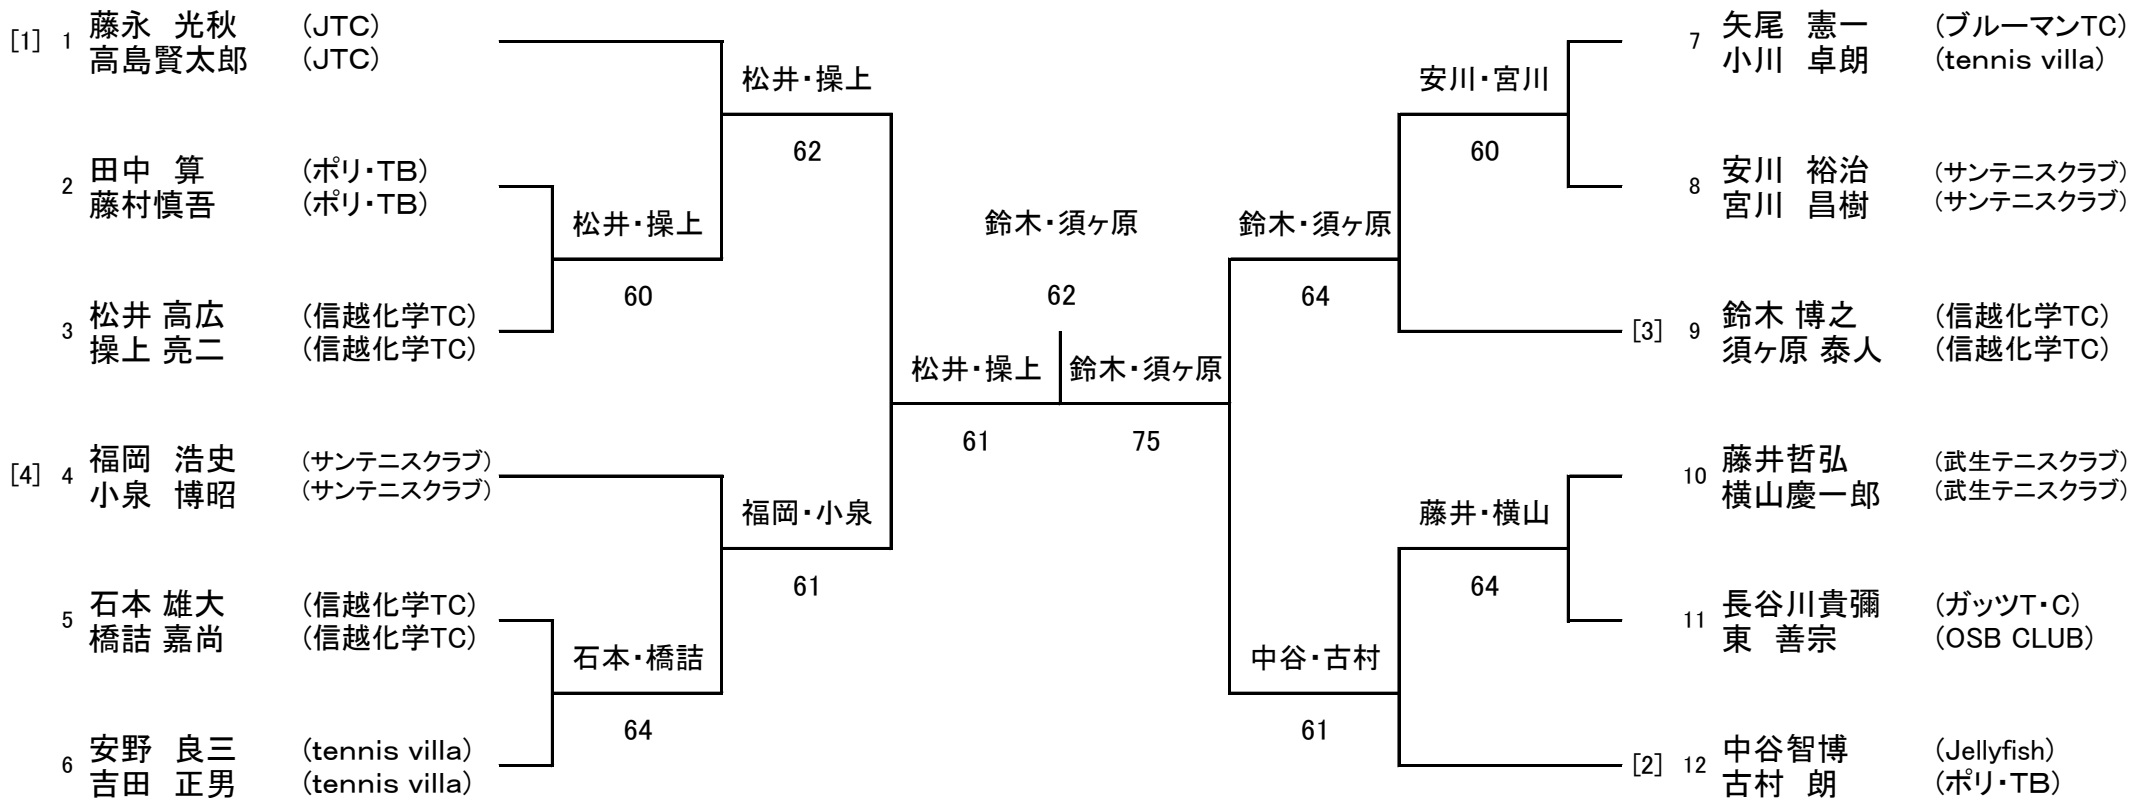 [1] 1 藤永　光秋 (JTC)
高島賢太郎 (JTC)
松井・操上
62
2 田中　算 (ポリ・TB)
藤村慎吾 (ポリ・TB)
松井・操上
60
3 松井 高広 (信越化学TC)
操上 亮二 (信越化学TC)
[4] 4 福岡　浩史 (サンテニスクラブ)
小泉　博昭 (サンテニスクラブ)
福岡・小泉
61
5 石本 雄大 (信越化学TC)
橋詰 嘉尚 (信越化学TC)
石本・橋詰
64
6 安野　良三 (tennis villa)
吉田　正男 (tennis villa)
鈴木・須ヶ原
62
松井・操上 鈴木・須ヶ原
61 75
7 矢尾　憲一 (ブルーマンTC)
小川　卓朗 (tennis villa)
安川・宮川
60
8 安川　裕治 (サンテニスクラブ)
宮川　昌樹 (サンテニスクラブ)
鈴木・須ヶ原
64
[3] 9 鈴木 博之 (信越化学TC)
須ヶ原 泰人 (信越化学TC)
10 藤井哲弘 (武生テニスクラブ)
横山慶一郎 (武生テニスクラブ)
藤井・横山
64
11 長谷川貴彌 (ガッツT・C)
東　善宗 (OSB CLUB)
中谷・古村
61
[2] 12 中谷智博 (Jellyfish)
古村　朗 (ポリ・TB)